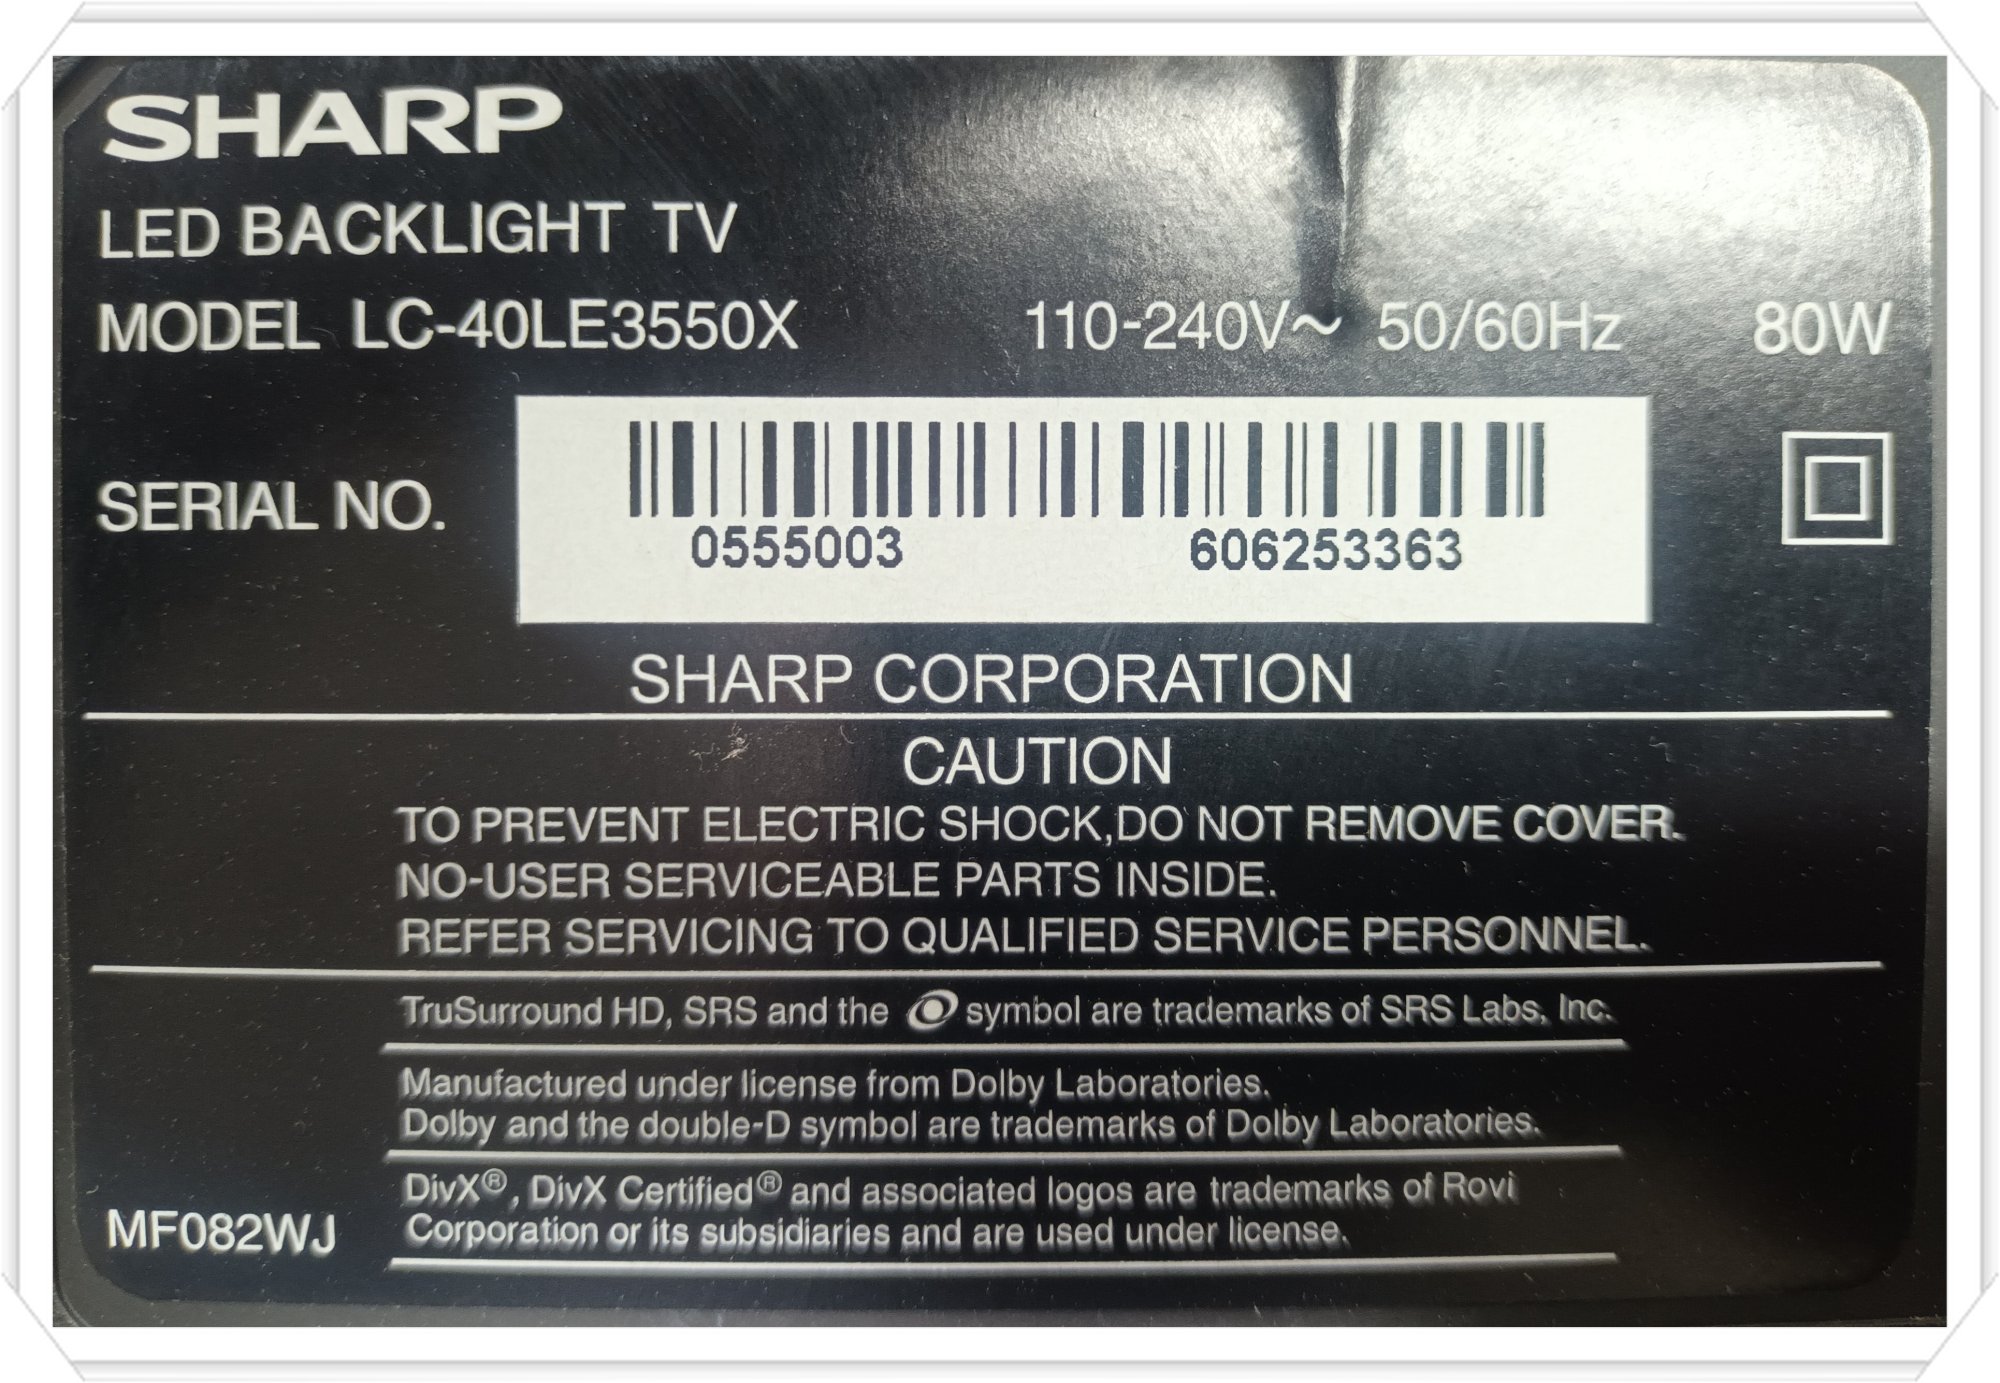 SHARP
LED BACKLIGHT TV
MODEL LC-40LE3550X 110-240V~ 50/60Hz 80W
SERIAL NO.
0555003 606253363
SHARP CORPORATION
CAUTION
TO PREVENT ELECTRIC SHOCK,DO NOT REMOVE COVER.
NO-USER SERVICEABLE PARTS INSIDE.
REFER SERVICING TO QUALIFIED SERVICE PERSONNEL.
TruSurround HD, SRS and the symbol are trademarks of SRS Labs, Inc.
Manufactured under license from Dolby Laboratories.
Dolby and the double-D symbol are trademarks of Dolby Laboratories.
DivX®, DivX Certified® and associated logos are trademarks of Rovi
Corporation or its subsidiaries and are used under license.
MF082WJ